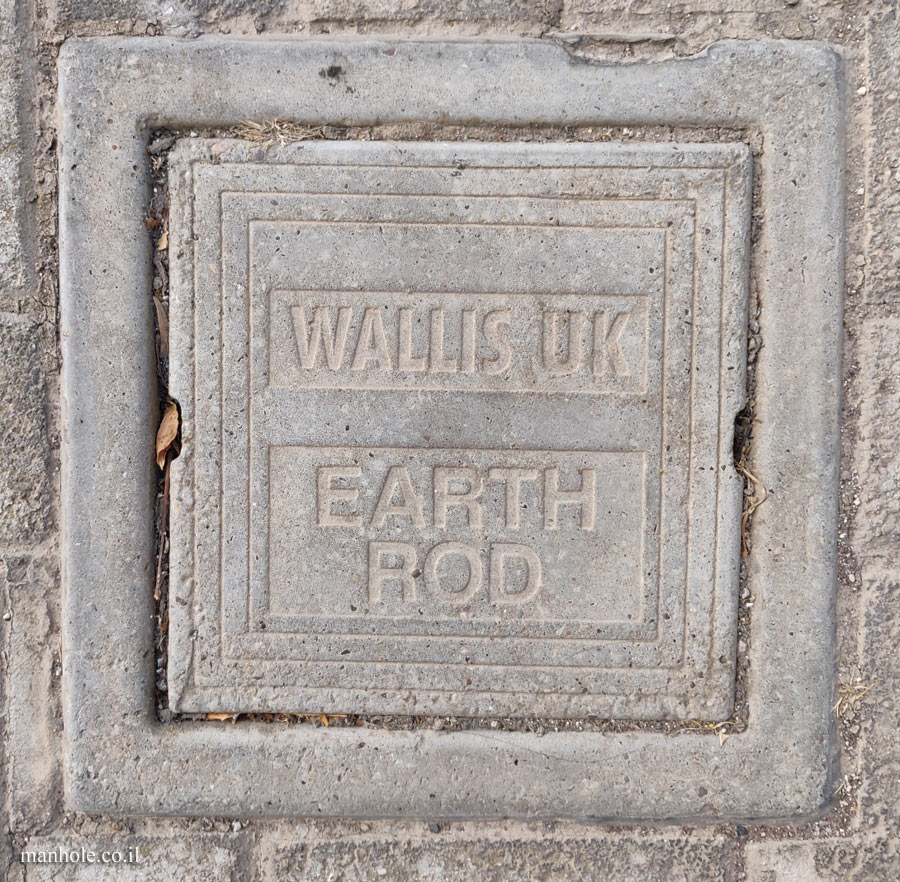 WALLIS UK
EARTH
ROD
manhole.co.il